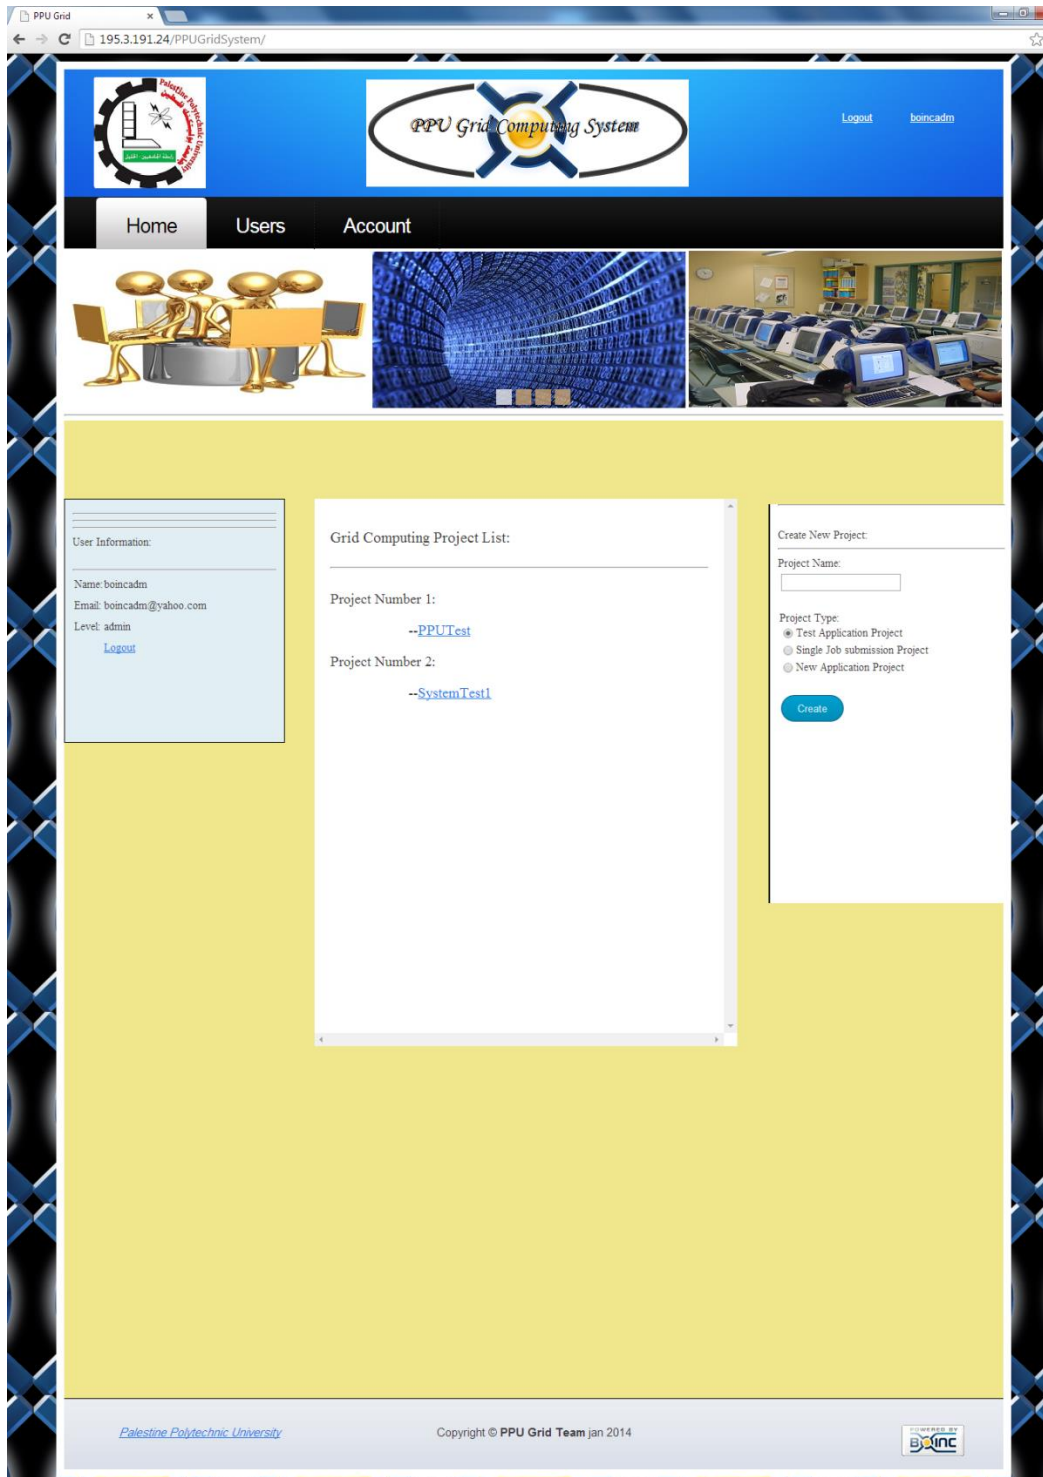 PPU Grid
195.3.191.24/PPUGridSystem/
Palestine Polytechnic University
PPU Grid Computing System
Logout boincadm
Home Users Account
User Information:
Name: boincadm
Email: boincadm@yahoo.com
Level: admin
Logout
Grid Computing Project List:
Project Number 1:
--PPUTest
Project Number 2:
--SystemTest1
Create New Project:
Project Name:
Project Type:
Test Application Project
Single Job submission Project
New Application Project
Create
Palestine Polytechnic University
Copyright © PPU Grid Team jan 2014
POWERED BY
BOINC